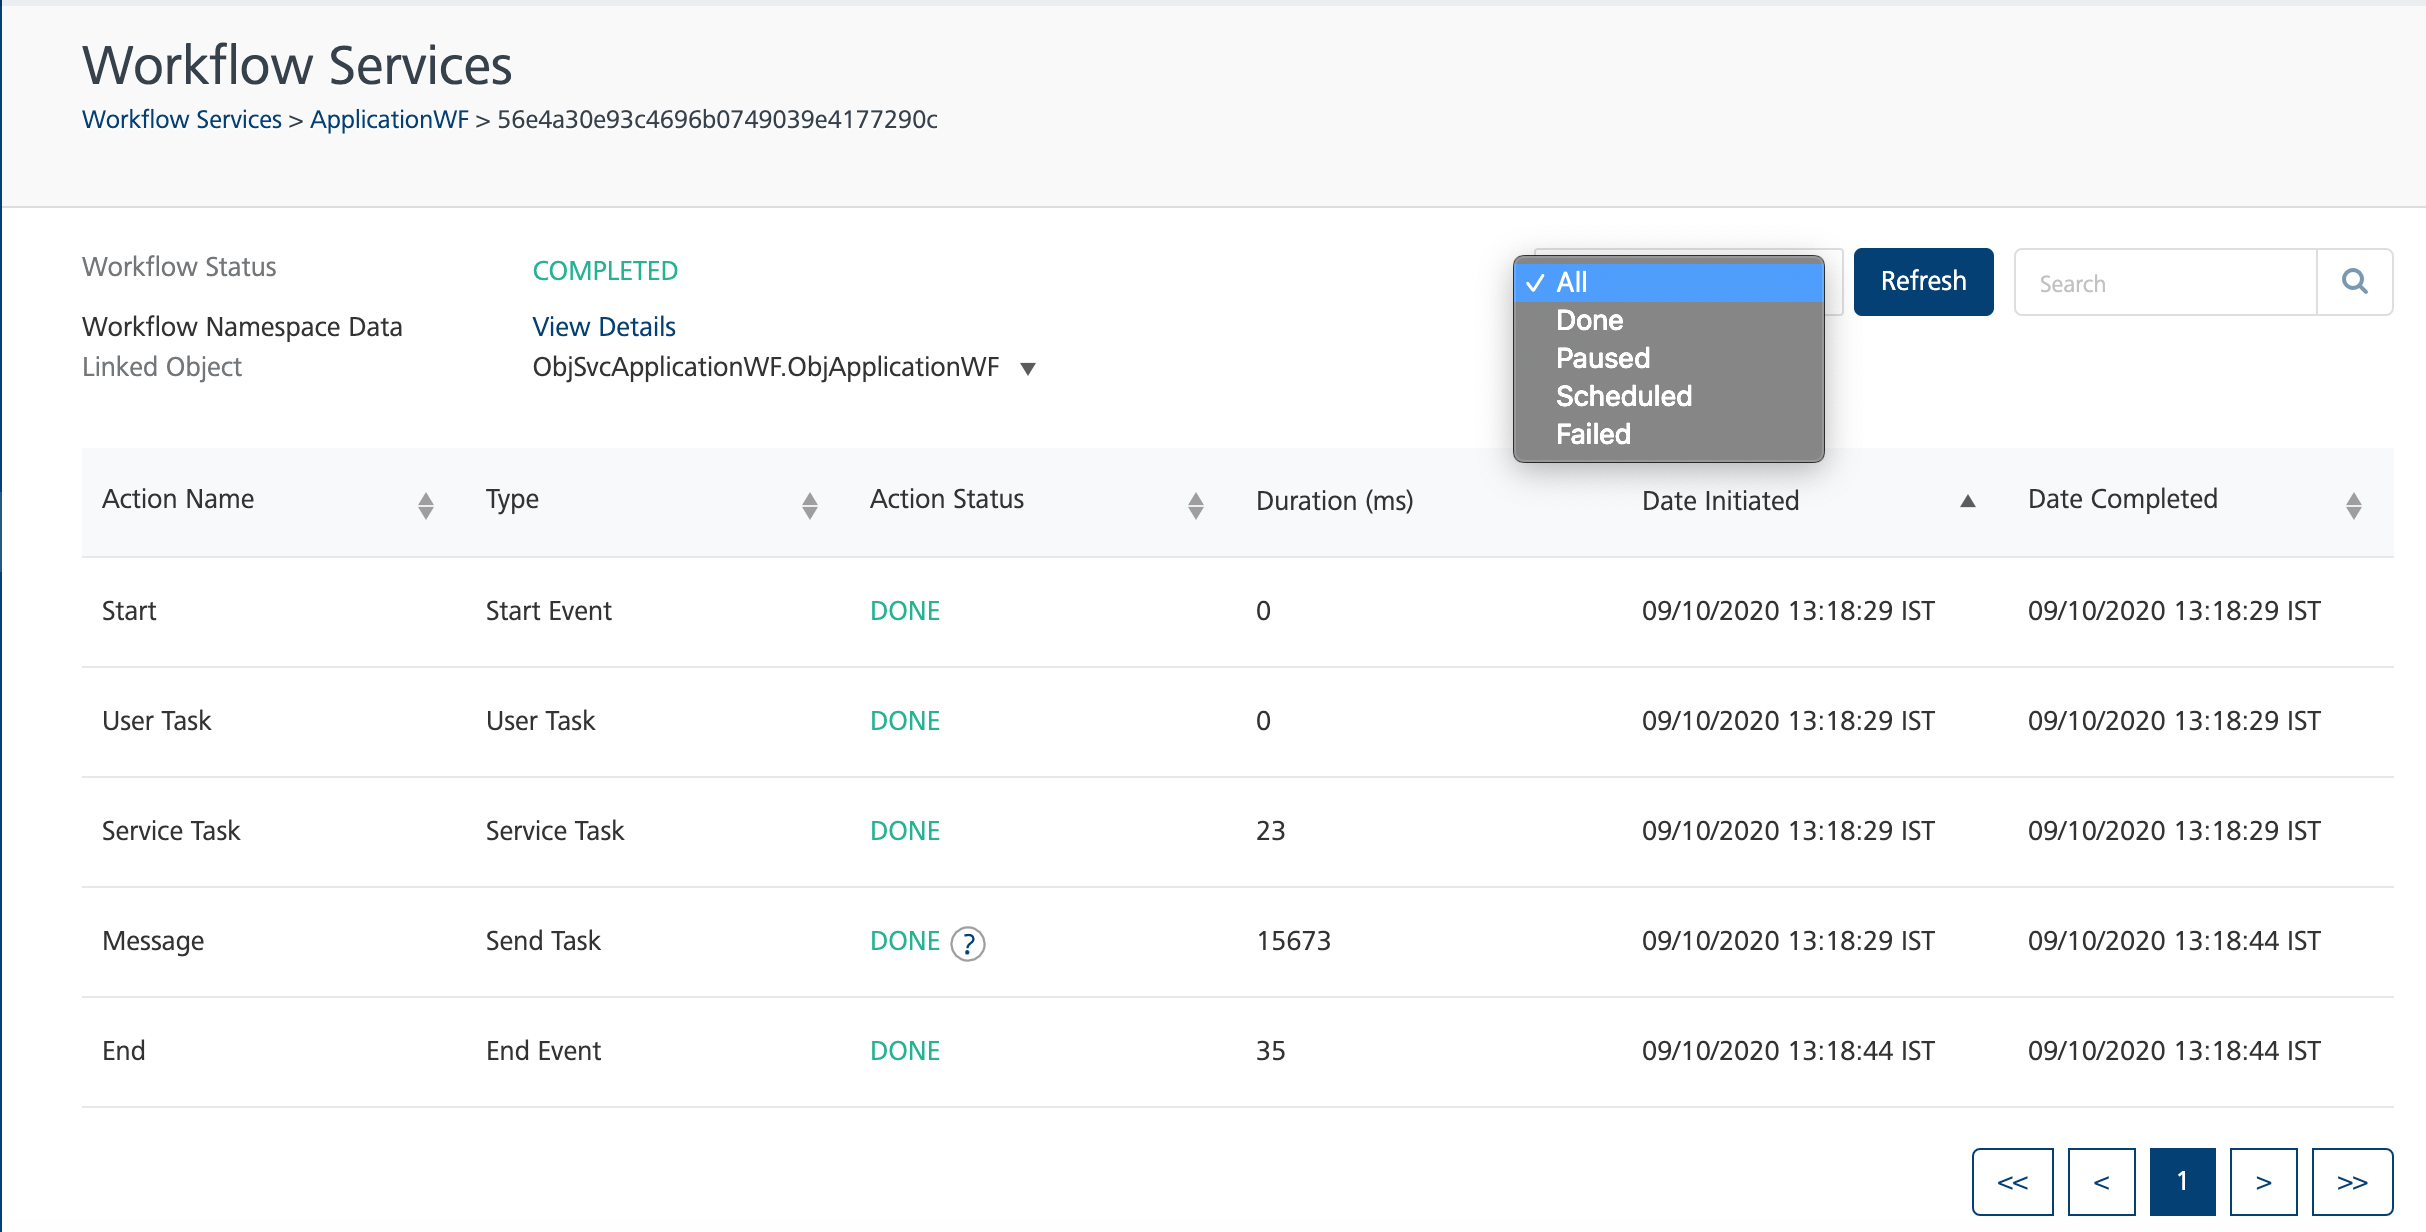 Workflow Services
Workflow Services > ApplicationWF > 56e4a30e93c4696b0749039e4177290c
Workflow Status COMPLETED
Workflow Namespace Data View Details
Linked Object ObjSvcApplicationWF.ObjApplicationWF
✓ All
Done
Paused
Scheduled
Failed
Refresh
Search
Action Name Type Action Status Duration (ms) Date Initiated Date Completed
Start Start Event DONE 0 09/10/2020 13:18:29 IST 09/10/2020 13:18:29 IST
User Task User Task DONE 0 09/10/2020 13:18:29 IST 09/10/2020 13:18:29 IST
Service Task Service Task DONE 23 09/10/2020 13:18:29 IST 09/10/2020 13:18:29 IST
Message Send Task DONE ? 15673 09/10/2020 13:18:29 IST 09/10/2020 13:18:44 IST
End End Event DONE 35 09/10/2020 13:18:44 IST 09/10/2020 13:18:44 IST
<< < 1 > >>